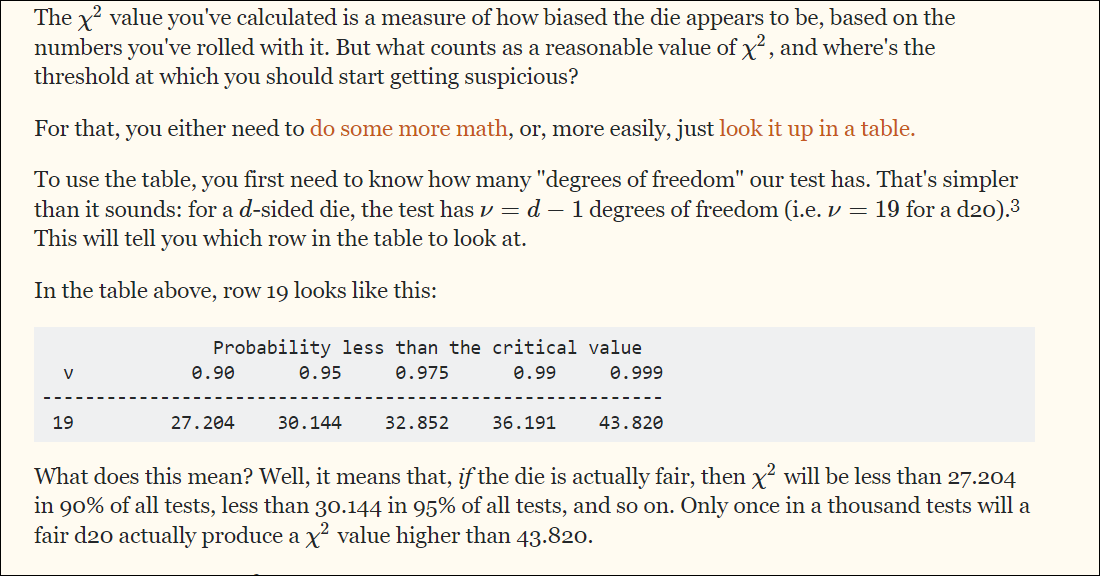 The χ² value you've calculated is a measure of how biased the die appears to be, based on the
numbers you've rolled with it. But what counts as a reasonable value of χ², and where's the
threshold at which you should start getting suspicious?
For that, you either need to do some more math, or, more easily, just look it up in a table.
To use the table, you first need to know how many "degrees of freedom" our test has. That's simpler
than it sounds: for a d-sided die, the test has ν = d − 1 degrees of freedom (i.e. ν = 19 for a d20).3
This will tell you which row in the table to look at.
In the table above, row 19 looks like this:
Probability less than the critical value
v 0.90 0.95 0.975 0.99 0.999
---------------------------------------------------------
19 27.204 30.144 32.852 36.191 43.820
What does this mean? Well, it means that, if the die is actually fair, then χ² will be less than 27.204
in 90% of all tests, less than 30.144 in 95% of all tests, and so on. Only once in a thousand tests will a
fair d20 actually produce a χ² value higher than 43.820.